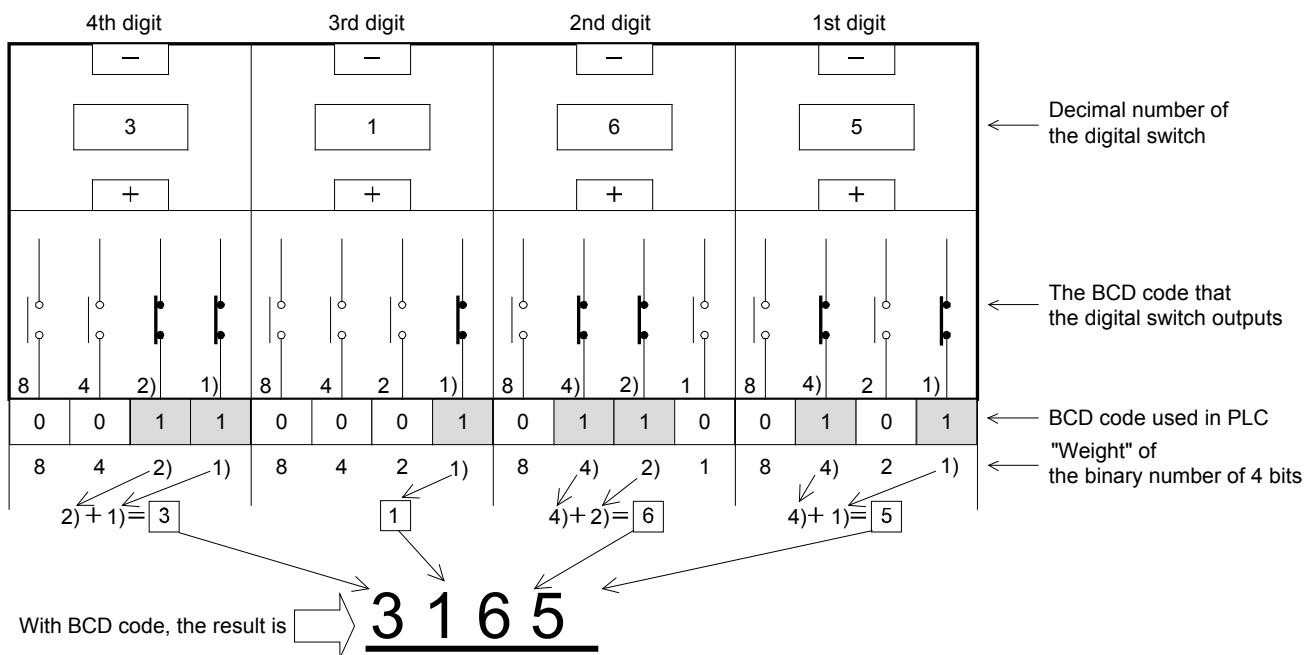 4th digit 3rd digit 2nd digit 1st digit
− − − −
3 1 6 5
Decimal number of
the digital switch
+ + + +
The BCD code that
the digital switch outputs
8 4 2) 1) 8 4 2 1) 8 4) 2) 1 8 4) 2 1)
0 0 1 1 0 0 0 1 0 1 1 0 0 1 0 1
BCD code used in PLC
8 4 2) 1) 8 4 2 1) 8 4) 2) 1 8 4) 2 1)
"Weight" of
the binary number of 4 bits
2)+ 1)= 3 1 4)+ 2)= 6 4)+ 1)= 5
With BCD code, the result is 3 1 6 5